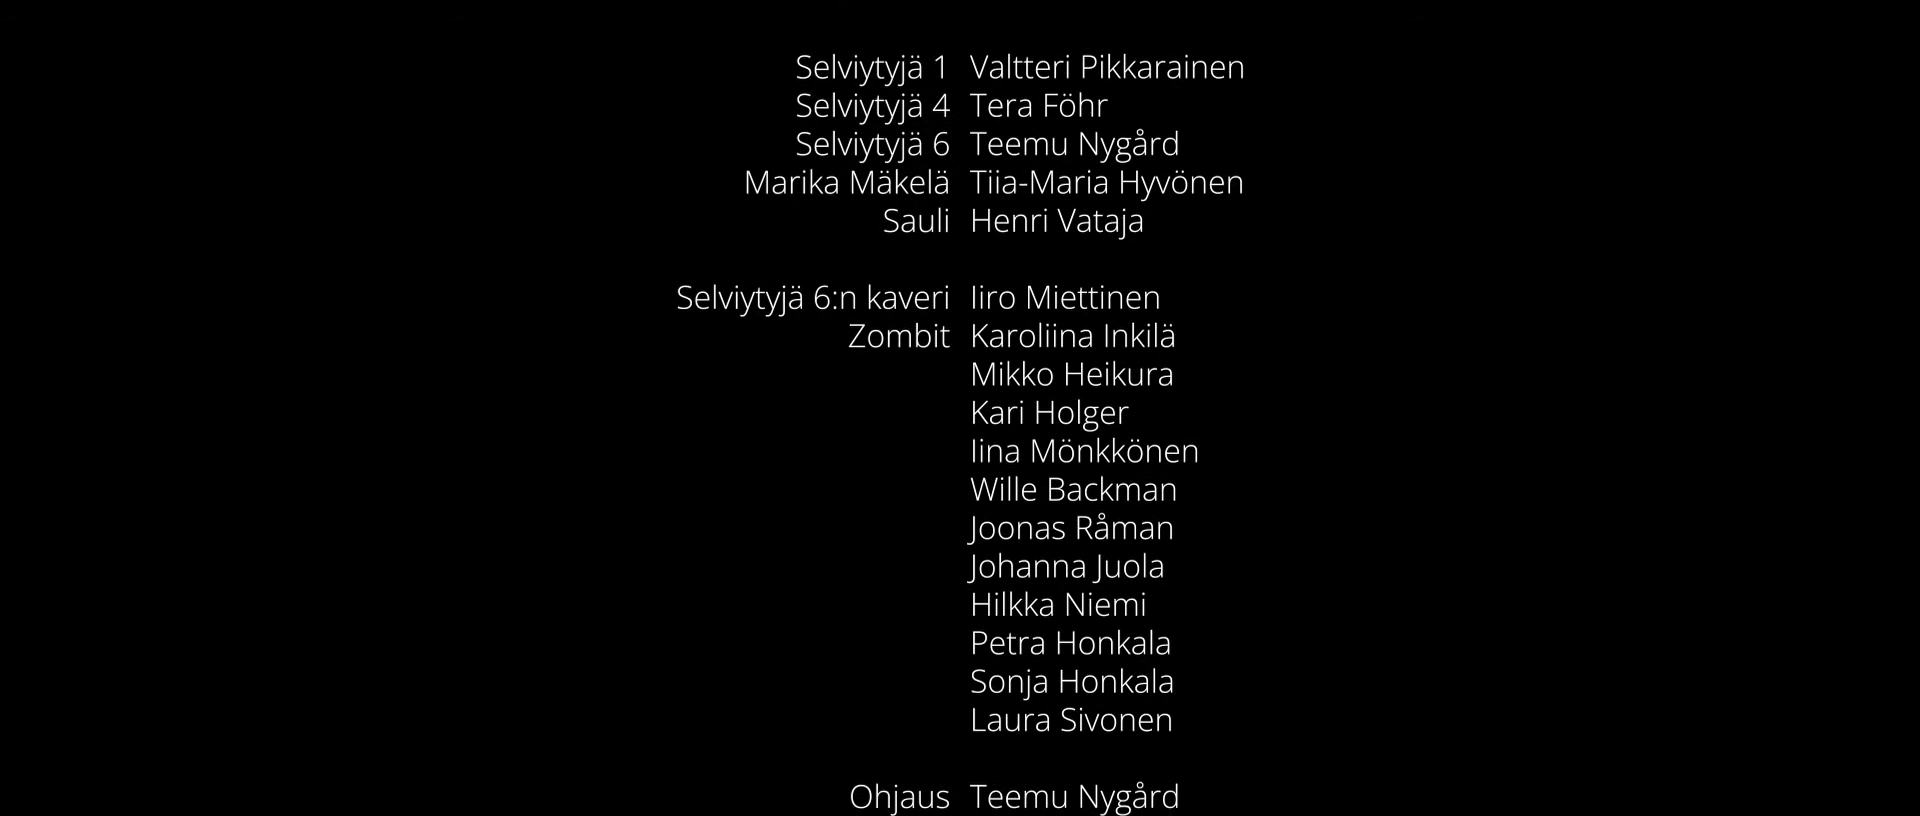 Selviytyjä 1 Valtteri Pikkarainen
Selviytyjä 4 Tera Föhr
Selviytyjä 6 Teemu Nygård
Marika Mäkelä Tiia-Maria Hyvönen
Sauli Henri Vataja
Selviytyjä 6:n kaveri Iiro Miettinen
Zombit Karoliina Inkilä
Mikko Heikura
Kari Holger
Iina Mönkkönen
Wille Backman
Joonas Råman
Johanna Juola
Hilkka Niemi
Petra Honkala
Sonja Honkala
Laura Sivonen
Ohjaus Teemu Nygård